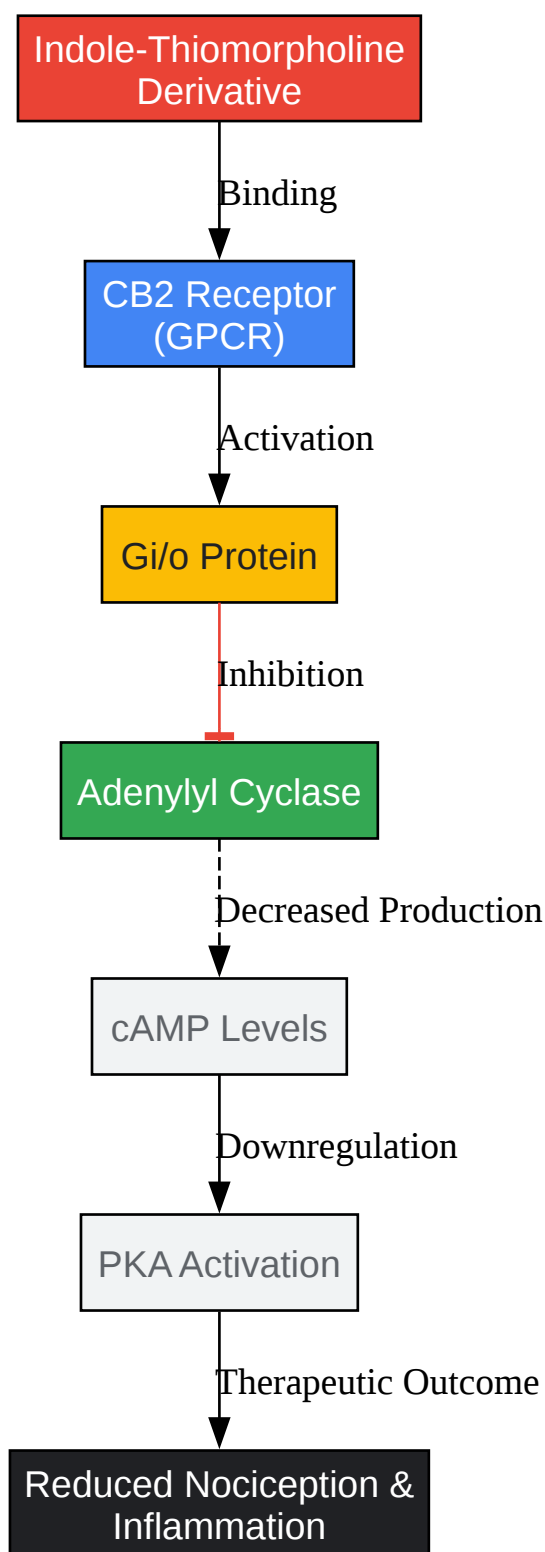 Indole-Thiomorpholine
Derivative
Binding
CB2 Receptor
(GPCR)
Activation
Gi/o Protein
Inhibition
Adenylyl Cyclase
Decreased Production
cAMP Levels
Downregulation
PKA Activation
Therapeutic Outcome
Reduced Nociception &
Inflammation